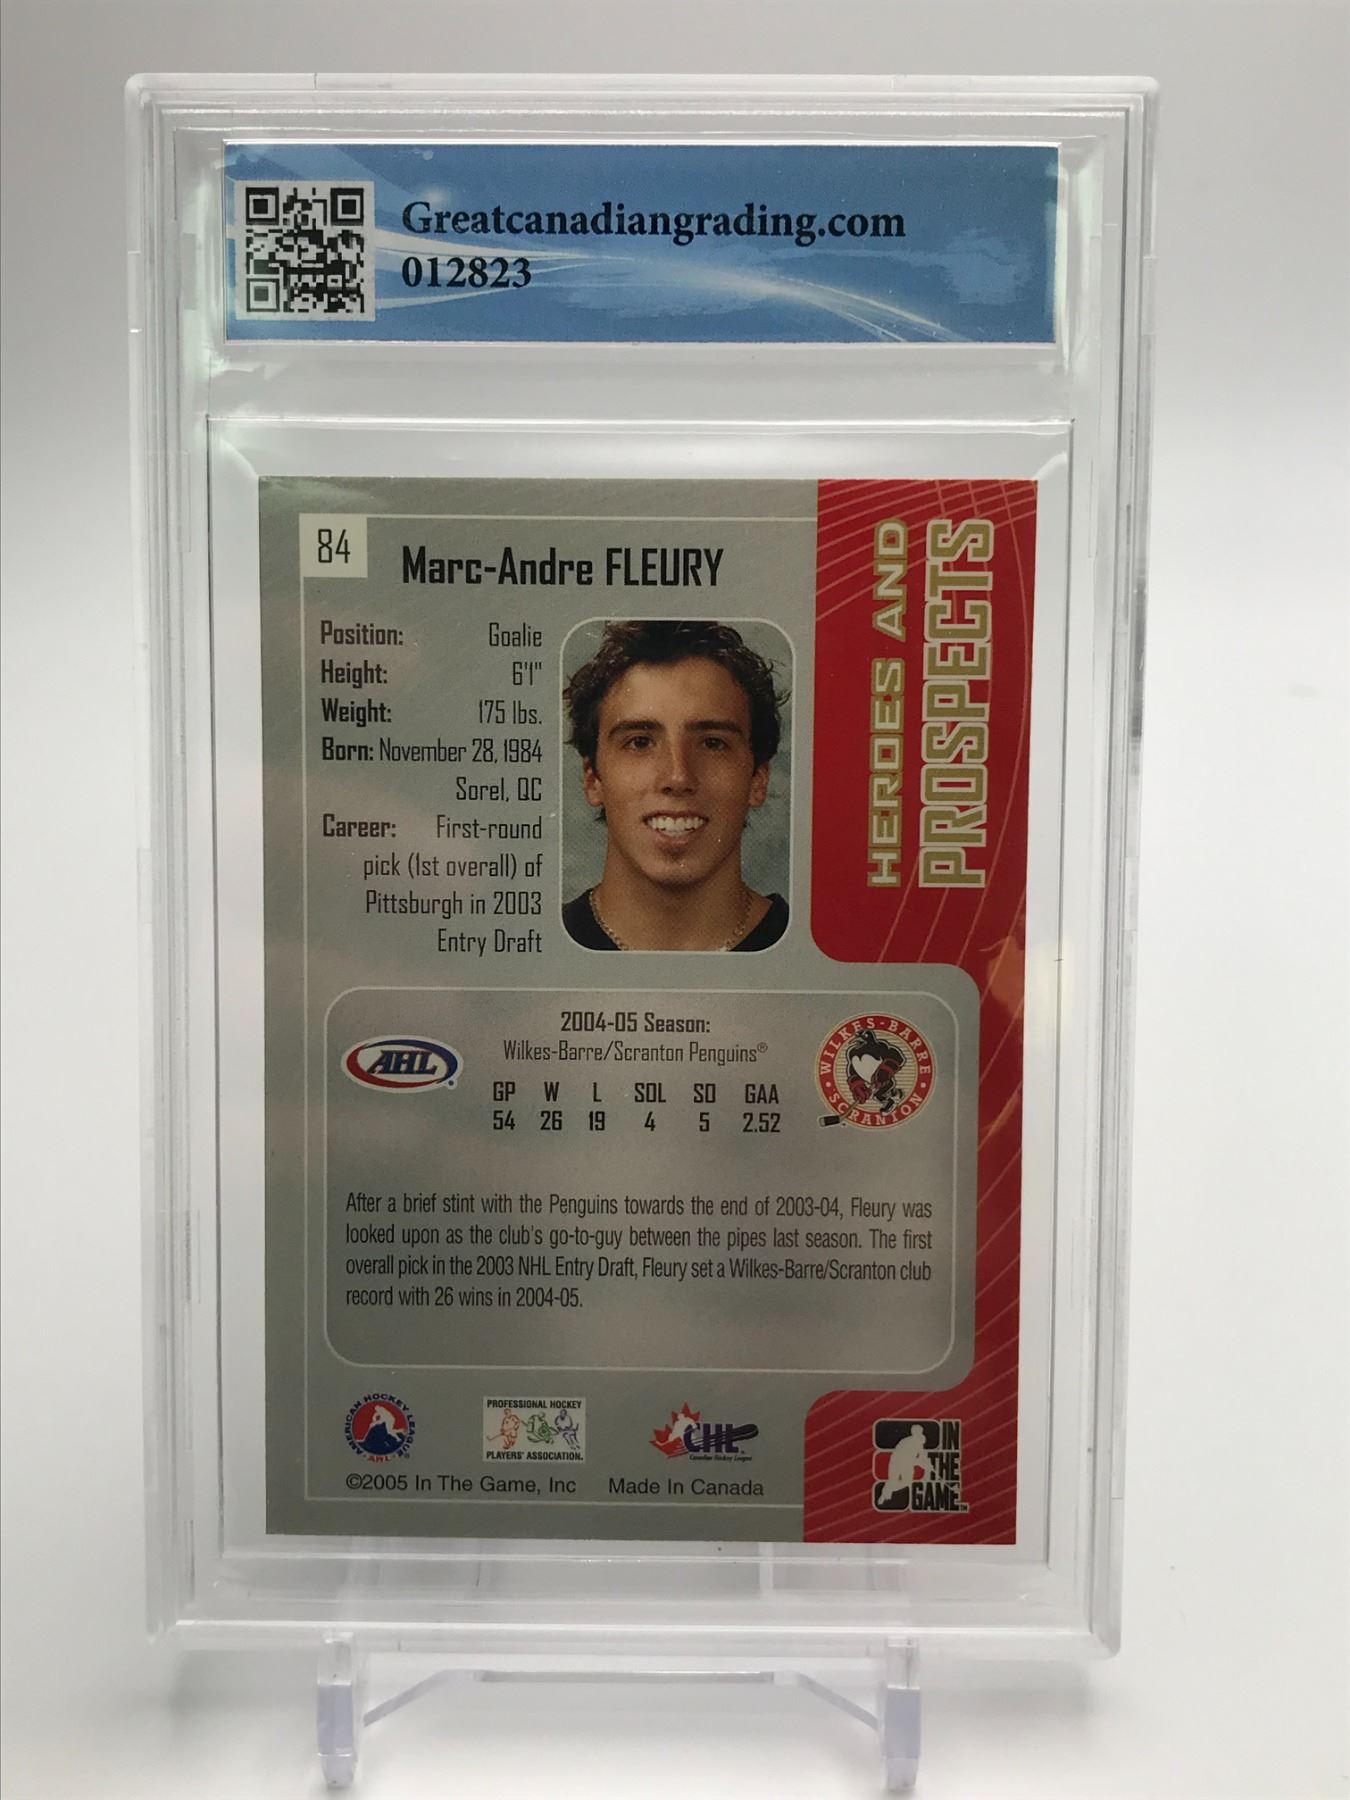 Greatcanadiangrading.com
012823
84
Marc-Andre FLEURY
HEROES AND
PROSPECTS
Position: Goalie
Height: 6'1"
Weight: 175 lbs.
Born: November 28, 1984
Sorel, QC
Career: First-round
pick (1st overall) of
Pittsburgh in 2003
Entry Draft
2004-05 Season:
Wilkes-Barre/Scranton Penguins®
AHL
WILKES-BARRE
SCRANTON
GP W L SOL SO GAA
54 26 19 4 5 2.52
After a brief stint with the Penguins towards the end of 2003-04, Fleury was
looked upon as the club's go-to-guy between the pipes last season. The first
overall pick in the 2003 NHL Entry Draft, Fleury set a Wilkes-Barre/Scranton club
record with 26 wins in 2004-05.
AMERICAN HOCKEY LEAGUE
AHL
PROFESSIONAL HOCKEY
PLAYERS' ASSOCIATION.
CHL
Canadian Hockey League
IN
THE
GAME™
©2005 In The Game, Inc Made In Canada